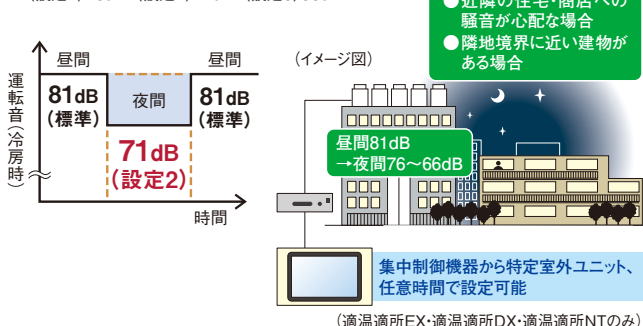 ●近隣の住宅・商店への
騒音が心配な場合
●隣地境界に近い建物が
ある場合
昼間
昼間
(イメージ図)
運転音(冷房時)
81dB
(標準)
夜間
81dB
(標準)
71dB
(設定2)
時間
昼間81dB
→夜間76～66dB
集中制御機器から特定室外ユニット、
任意時間で設定可能
(適温適所EX・適温適所DX・適温適所NTのみ)